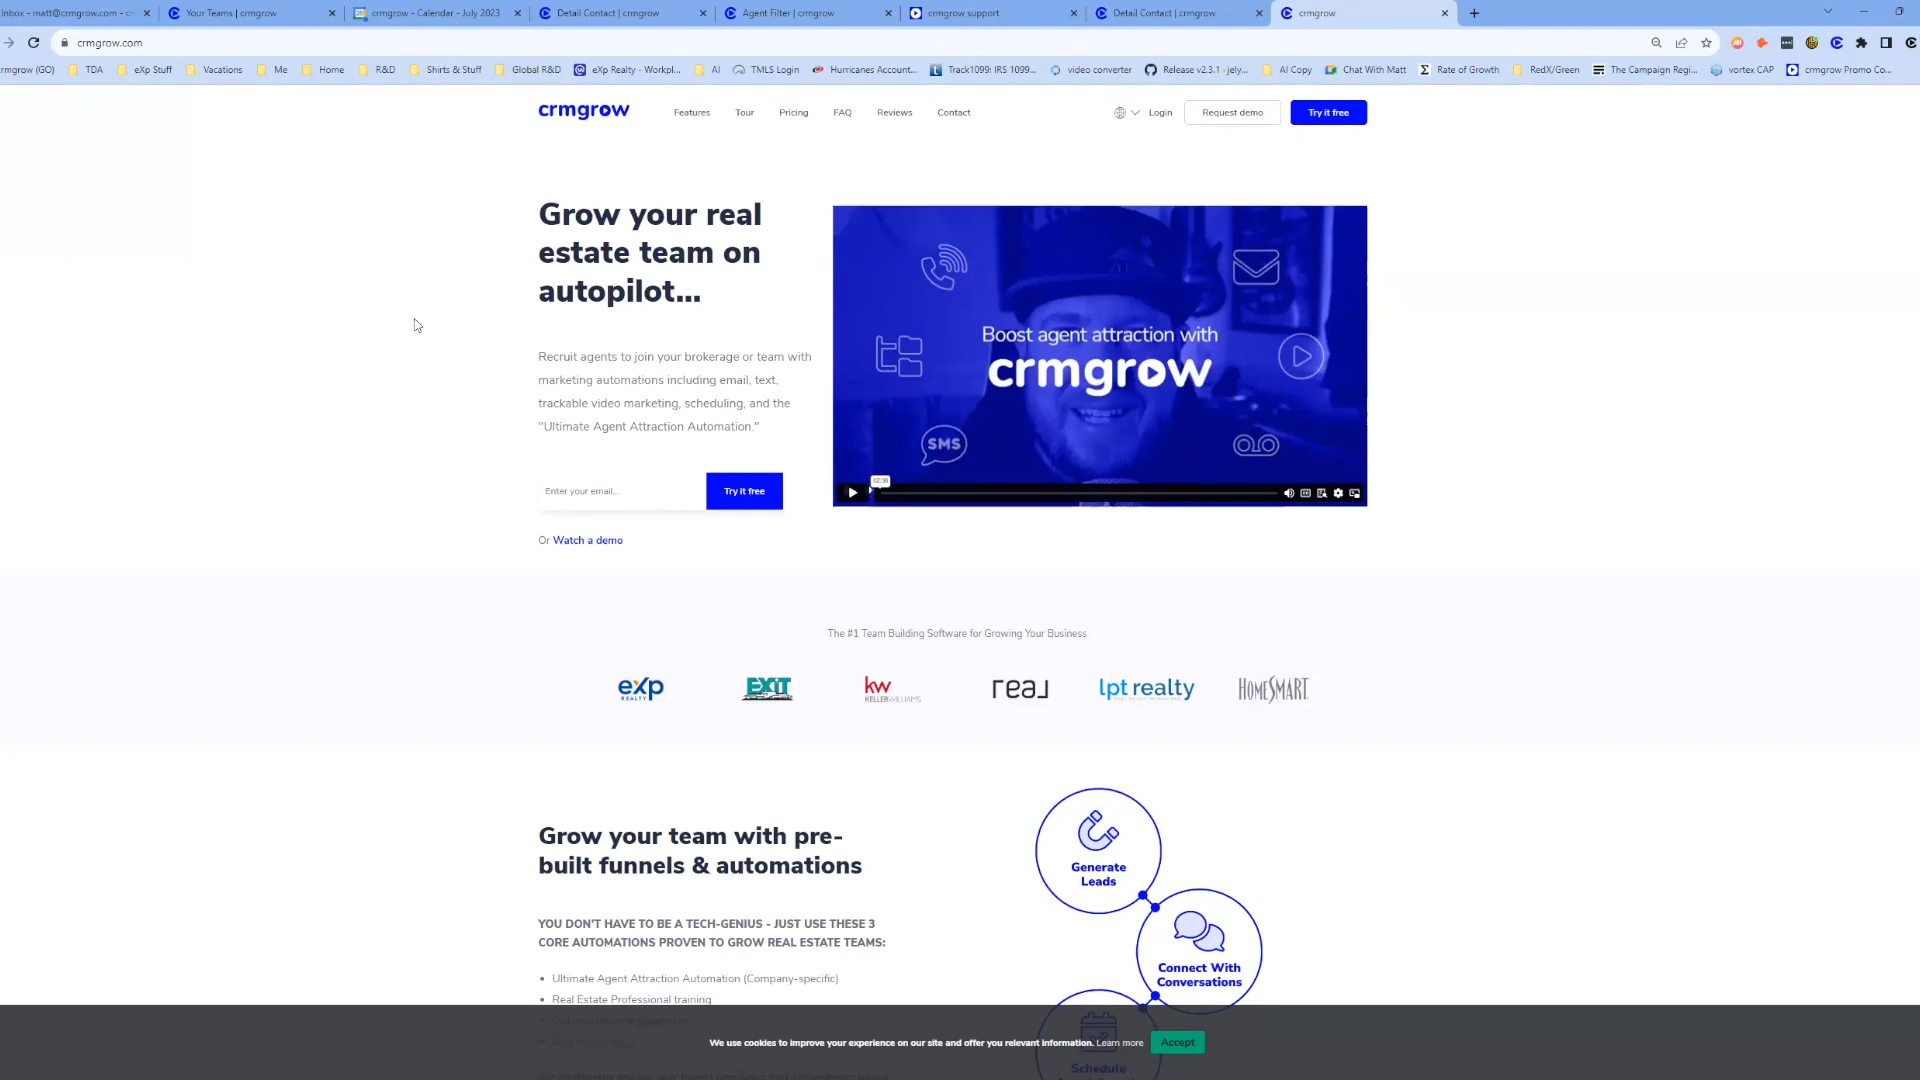 Inbox - matt@crmgrow.com - cr
Your Teams | crmgrow
crmgrow - Calendar - July 2023
Detail Contact | crmgrow
Agent Filter | crmgrow
crmgrow support
Detail Contact | crmgrow
crmgrow
crmgrow.com
rmgrow (GO)
TDA
eXp Stuff
Vacations
Me
Home
R&D
Shirts & Stuff
Global R&D
eXp Realty - Workpl...
AI
TMLS Login
Hurricanes Account...
Track1099: IRS 1099...
video converter
Release v2.3.1 - jely...
AI Copy
Chat With Matt
Rate of Growth
RedX/Green
The Campaign Regi...
vortex CAP
crmgrow Promo Co...
crmgrow
Features
Tour
Pricing
FAQ
Reviews
Contact
Login
Request demo
Try it free
Grow your real
estate team on
autopilot...
Recruit agents to join your brokerage or team with
marketing automations including email, text,
trackable video marketing, scheduling, and the
"Ultimate Agent Attraction Automation."
Enter your email...
Try it free
Or Watch a demo
Boost agent attraction with
crmgrow
SMS
02:38
The #1 Team Building Software for Growing Your Business
eXp
REALTY
EXIT
kw
KELLERWILLIAMS
real
lpt realty
HOMESMART
Grow your team with pre-
built funnels & automations
YOU DON'T HAVE TO BE A TECH-GENIUS - JUST USE THESE 3
CORE AUTOMATIONS PROVEN TO GROW REAL ESTATE TEAMS:
Ultimate Agent Attraction Automation (Company-specific)
Real Estate Professional training
Generate
Leads
Connect With
Conversations
Schedule
We use cookies to improve your experience on our site and offer you relevant information. Learn more
Accept